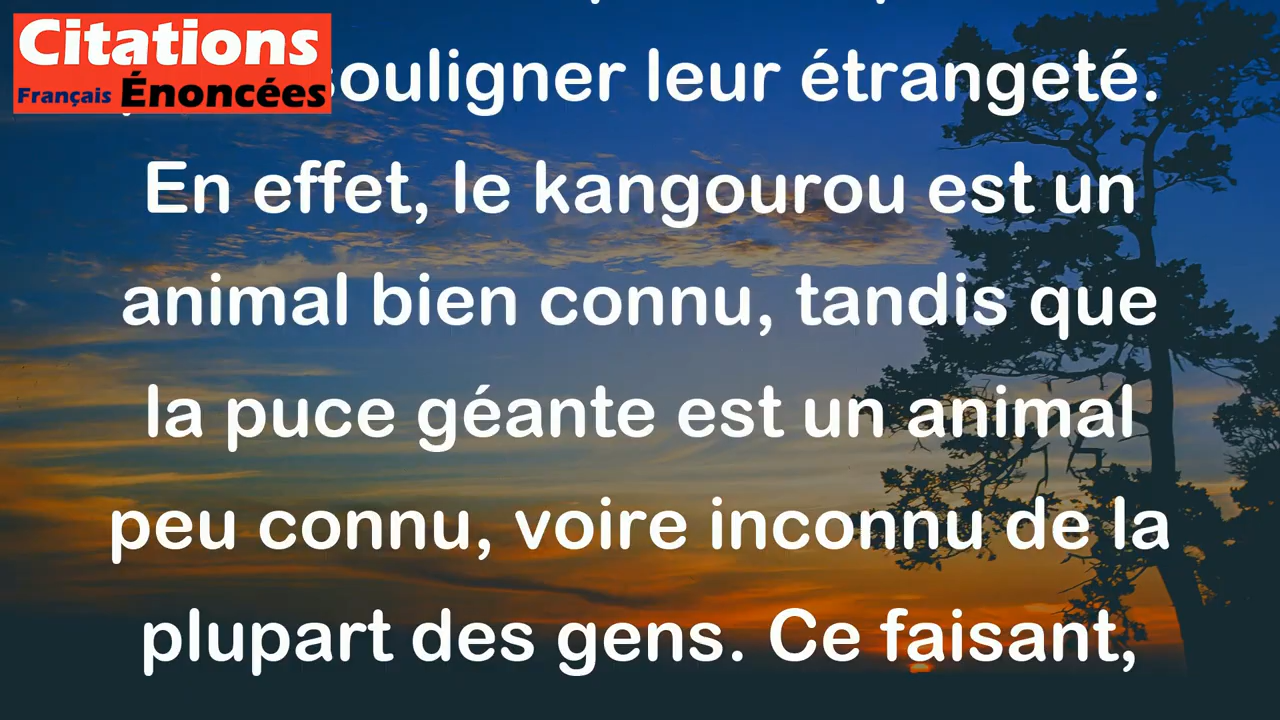 Citations
Français Énoncées
souligner leur étrangeté.
En effet, le kangourou est un
animal bien connu, tandis que
la puce géante est un animal
peu connu, voire inconnu de la
plupart des gens. Ce faisant,